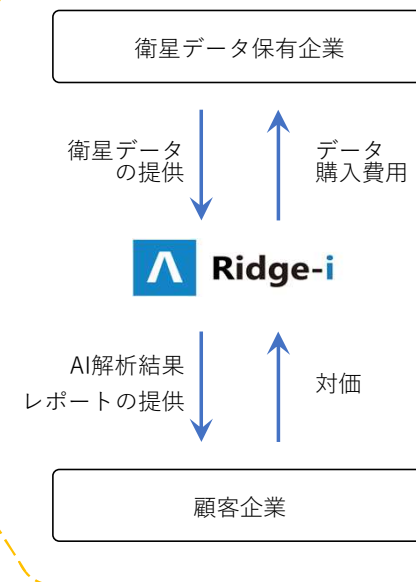 衛星データ保有企業
衛星データ
の提供
データ
購入費用
Ridge-i
AI解析結果
レポートの提供
対価
顧客企業